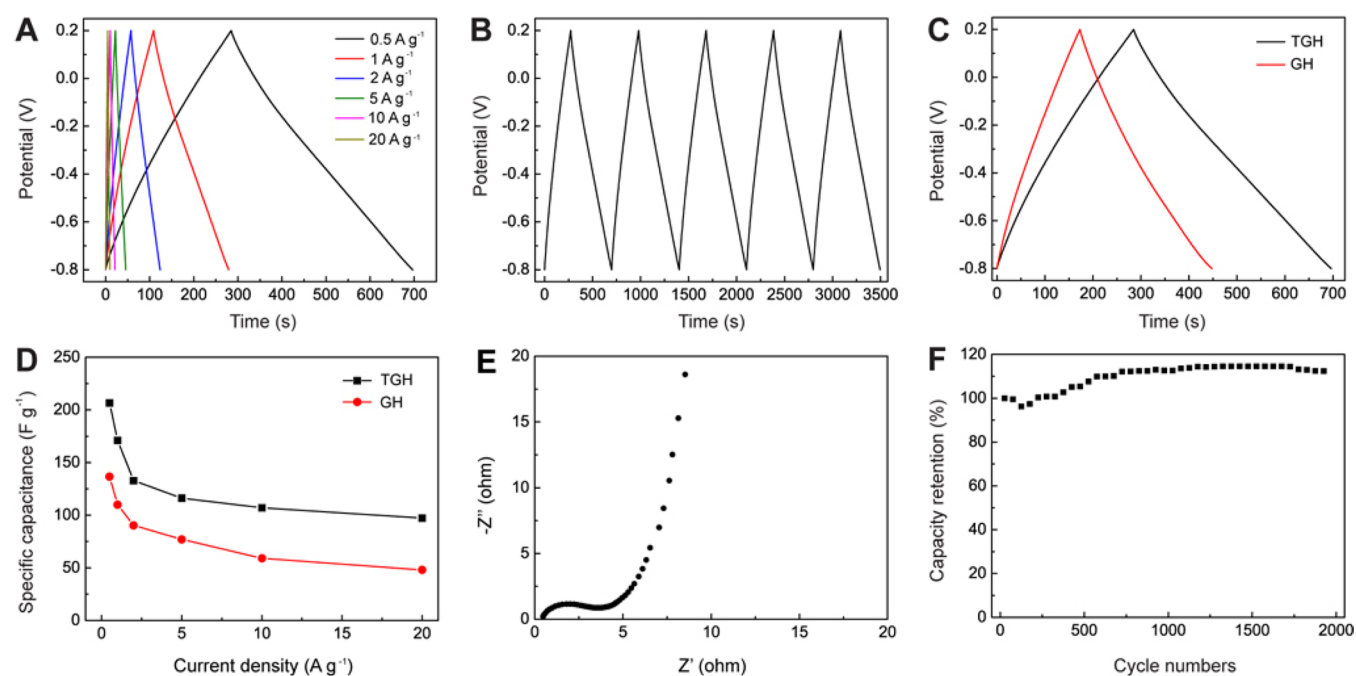 A
0.2
0.0
-0.2
-0.4
-0.6
-0.8
Potential (V)
0.5 A g⁻¹
1 A g⁻¹
2 A g⁻¹
5 A g⁻¹
10 A g⁻¹
20 A g⁻¹
0 100 200 300 400 500 600 700
Time (s)
B
0.2
0.0
-0.2
-0.4
-0.6
-0.8
Potential (V)
0 500 1000 1500 2000 2500 3000 3500
Time (s)
C
0.2
0.0
-0.2
-0.4
-0.6
-0.8
Potential (V)
TGH
GH
0 100 200 300 400 500 600 700
Time (s)
D
250
200
150
100
50
0
Specific capacitance (F g⁻¹)
TGH
GH
0 5 10 15 20
Current density (A g⁻¹)
E
20
15
10
5
0
-Z'' (ohm)
0 5 10 15 20
Z' (ohm)
F
120
100
80
60
40
20
0
Capacity retention (%)
0 500 1000 1500 2000
Cycle numbers